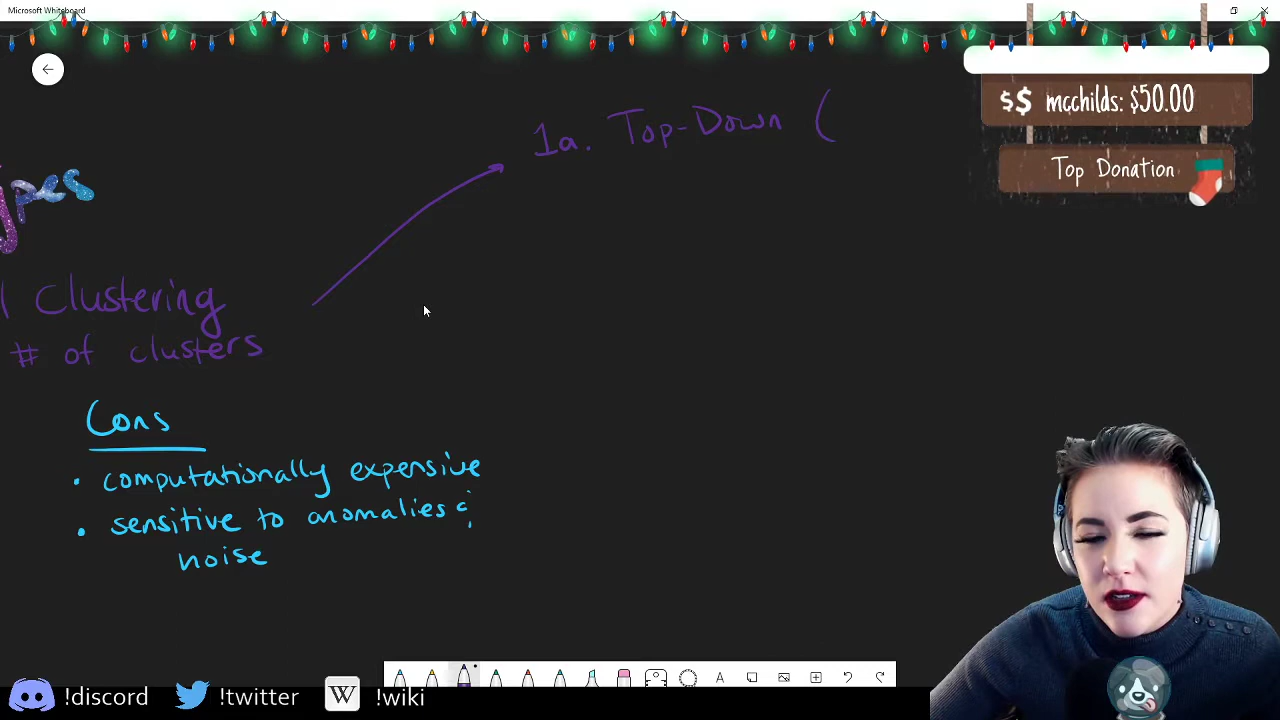 Microsoft Whiteboard
$$ mcchilds: $50.00
Top Donation
1a. Top-Down (
ypes
l Clustering
# of clusters
Cons
• computationally expensive
• sensitive to anomalies &
noise
A
!discord
!twitter
W !wiki